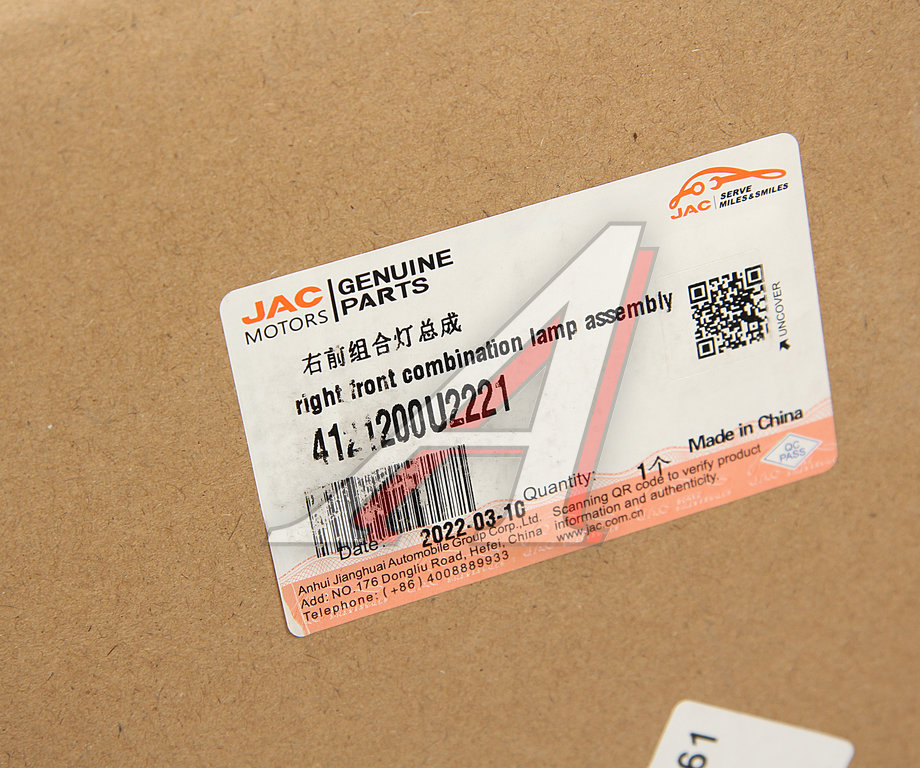 JAC
SERVE
MILES&SMILES
JAC
MOTORS
GENUINE
PARTS
右前组合灯总成
right front combination lamp assembly
4121200U2221
UNCOVER
Made in China
QC
PASS
Quantity: 1个
Date: 2022-03-10
Scanning QR code to verify product
information and authenticity.
www.jac.com.cn
Anhui Jianghuai Automobile Group Corp.,Ltd.
Add: NO.176 Dongliu Road, Hefei, China
Telephone: (+86) 4008889933
61